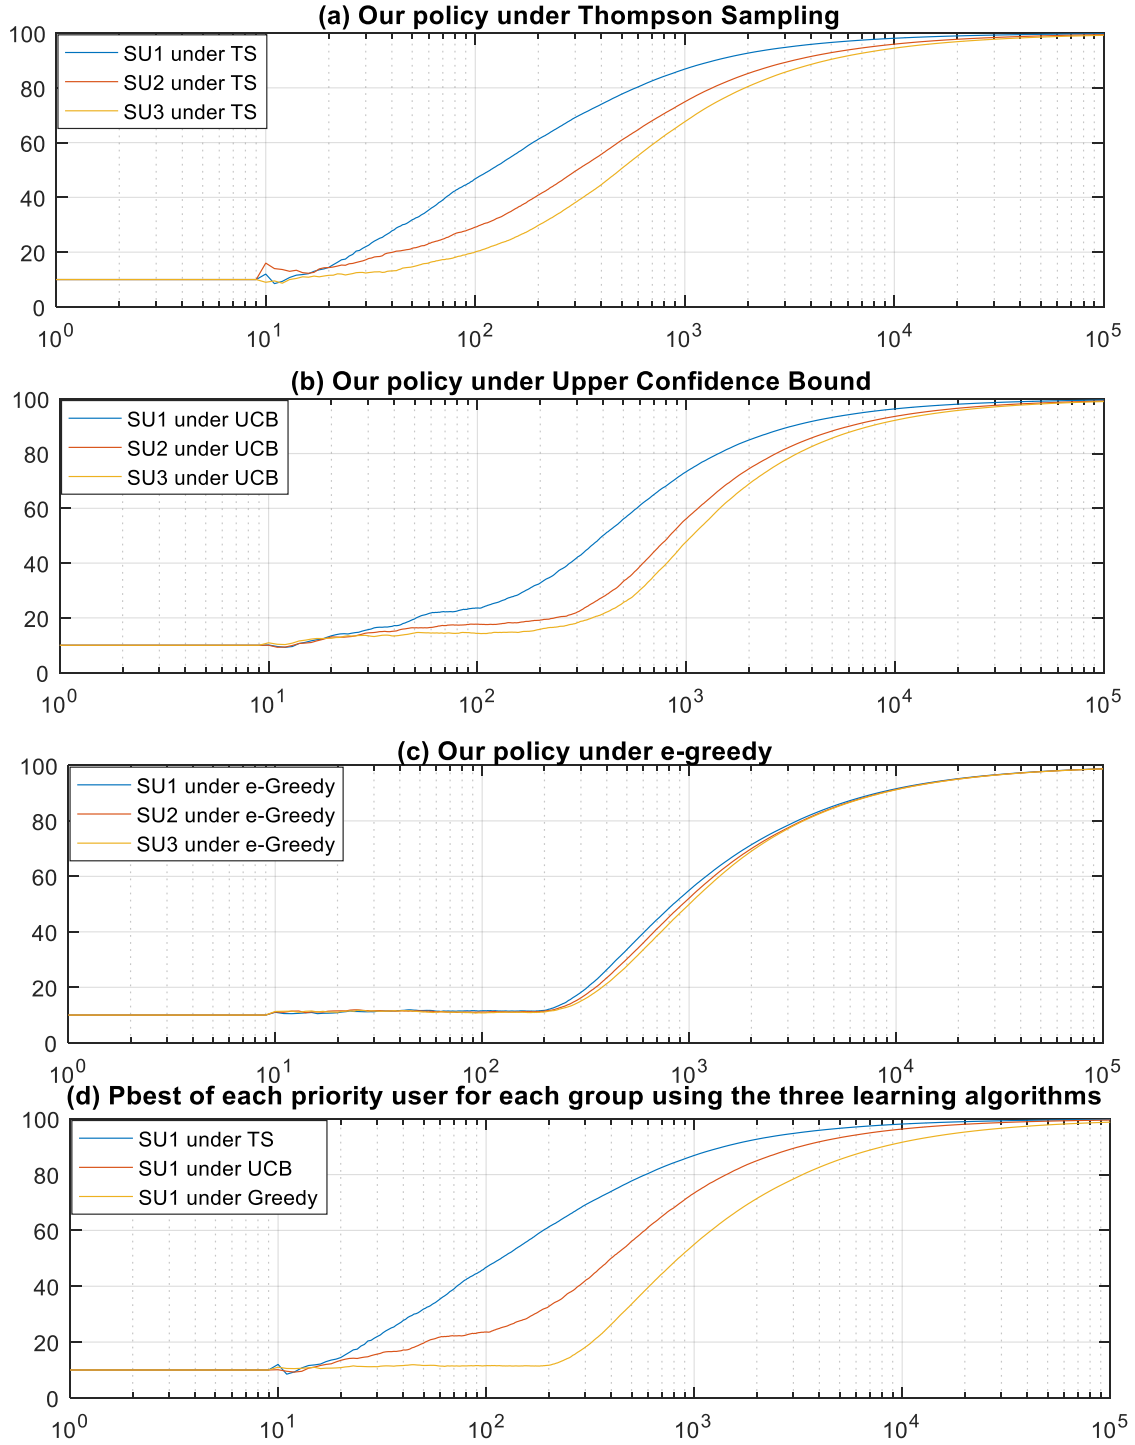 (a) Our policy under Thompson Sampling
100
80
60
40
20
0
SU1 under TS
SU2 under TS
SU3 under TS
10^0 10^1 10^2 10^3 10^4 10^5
(b) Our policy under Upper Confidence Bound
100
80
60
40
20
0
SU1 under UCB
SU2 under UCB
SU3 under UCB
10^0 10^1 10^2 10^3 10^4 10^5
(c) Our policy under e-greedy
100
80
60
40
20
0
SU1 under e-Greedy
SU2 under e-Greedy
SU3 under e-Greedy
10^0 10^1 10^2 10^3 10^4 10^5
(d) Pbest of each priority user for each group using the three learning algorithms
100
80
60
40
20
0
SU1 under TS
SU1 under UCB
SU1 under Greedy
10^0 10^1 10^2 10^3 10^4 10^5